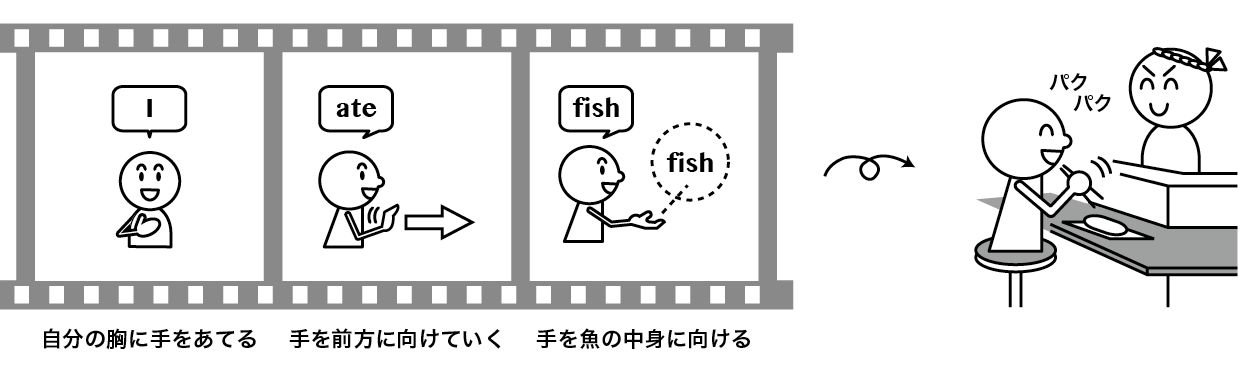 I
ate
fish
fish
自分の胸に手をあてる
手を前方に向けていく
手を魚の中身に向ける
パク
パク